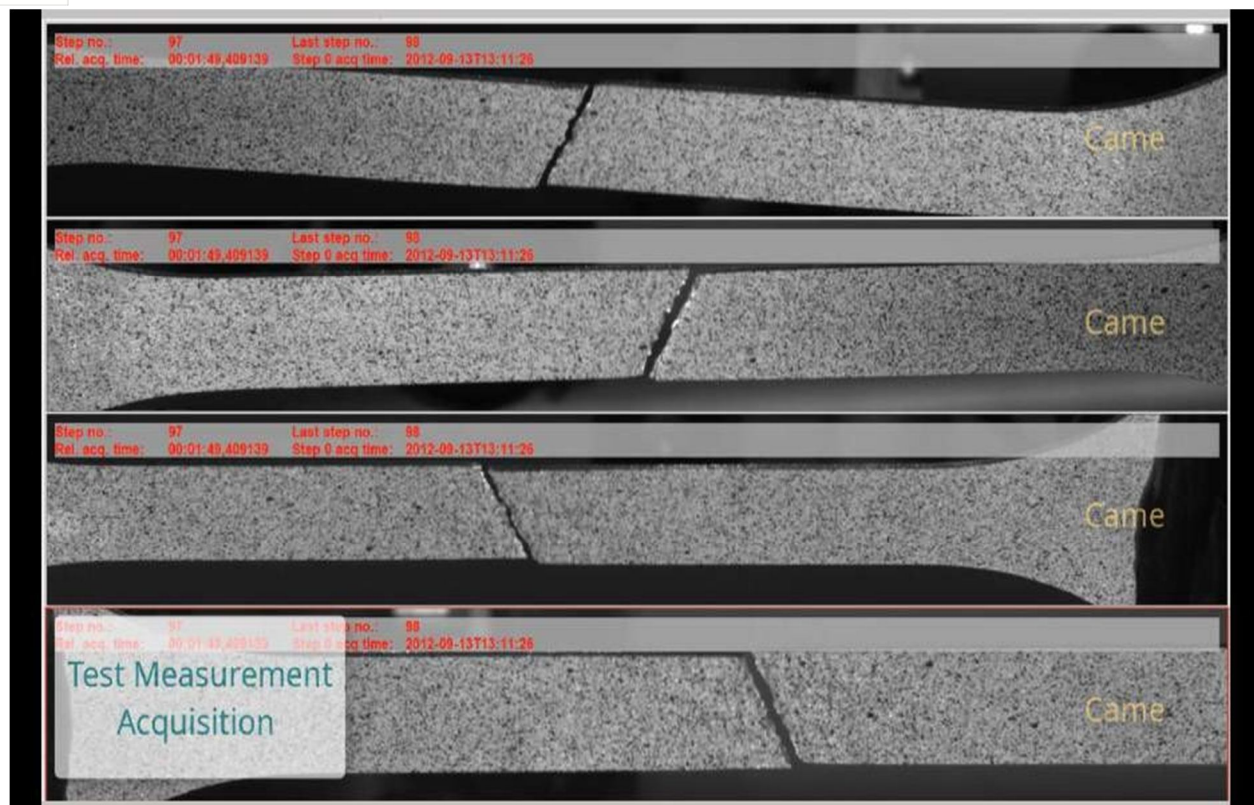 Step no.: 97 Last step no.: 98
Rel. acq. time: 00:01:49,409139 Step 0 acq time: 2012-09-13T13:11:26
Came
Step no.: 97 Last step no.: 98
Rel. acq. time: 00:01:49,409139 Step 0 acq time: 2012-09-13T13:11:26
Came
Step no.: 97 Last step no.: 98
Rel. acq. time: 00:01:49,409139 Step 0 acq time: 2012-09-13T13:11:26
Came
Step no.: 97 Last step no.: 98
Rel. acq. time: 00:01:49,409139 Step 0 acq time: 2012-09-13T13:11:26
Test Measurement
Acquisition
Came